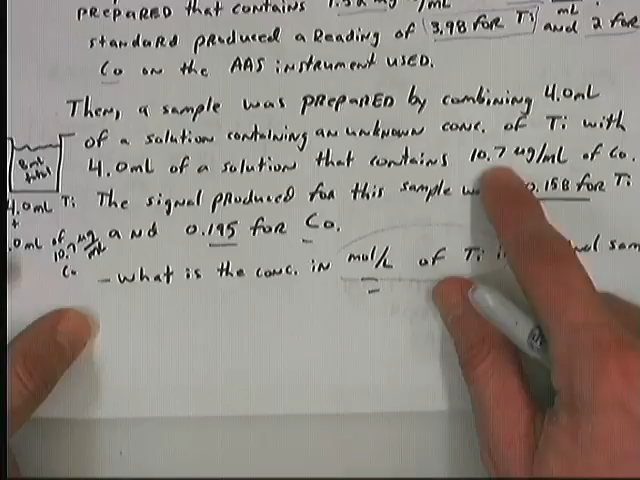 PREPARED that contains
mL
standard produced a Reading of 3.98 for Ti and 2 for
Co on the AAS instrument USED.
Then, a sample was PREPARED by combining 4.0mL
of a solution containing an unknown conc. of Ti with
4.0mL of a solution that contains 10.7 ug/mL of Co.
The signal produced for this sample 0.158 for Ti
and 0.195 for Co.
- What is the conc. in mol/L of Ti
8mL
total
4.0mL Ti
+
.0mL of
10.7 ug/mL
Co